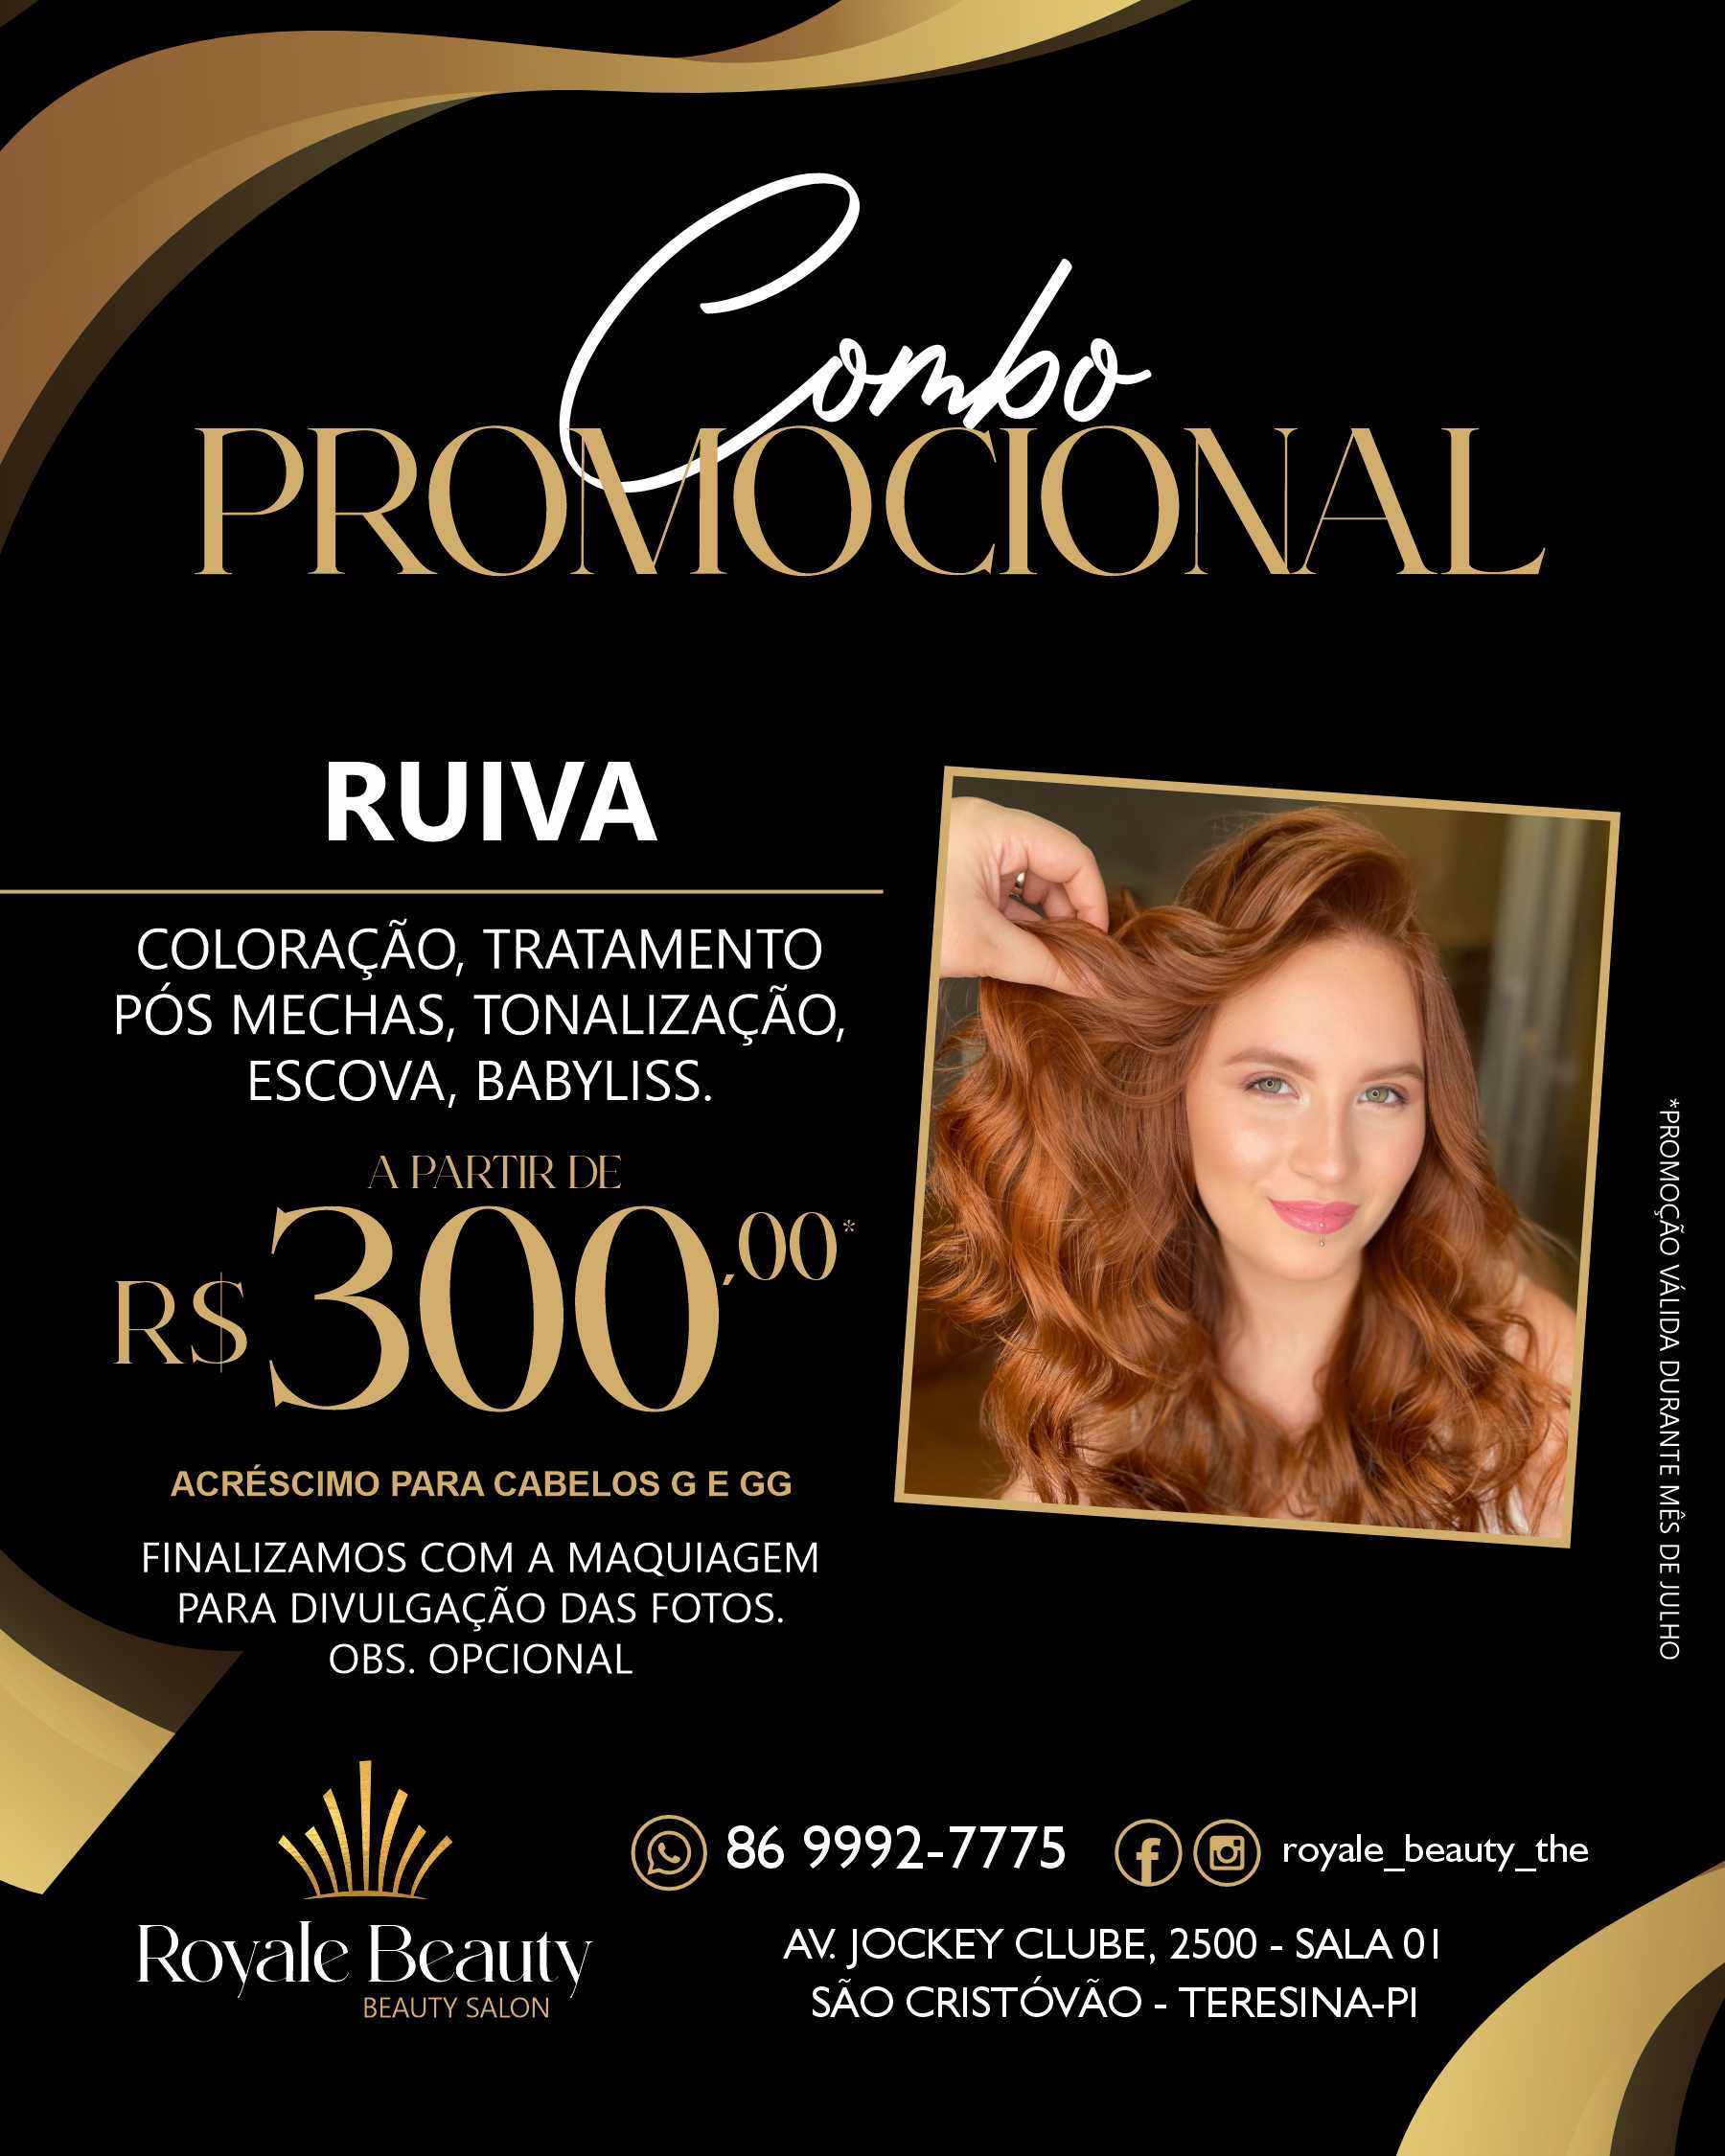 Combo
PROMOCIONAL
RUIVA
COLORAÇÃO, TRATAMENTO
PÓS MECHAS, TONALIZAÇÃO,
ESCOVA, BABYLISS.
A PARTIR DE
R$ 300,00*
ACRÉSCIMO PARA CABELOS G E GG
FINALIZAMOS COM A MAQUIAGEM
PARA DIVULGAÇÃO DAS FOTOS.
OBS. OPCIONAL
*PROMOÇÃO VÁLIDA DURANTE MÊS DE JULHO
Royale Beauty
BEAUTY SALON
86 9992-7775
royale_beauty_the
AV. JOCKEY CLUBE, 2500 - SALA 01
SÃO CRISTÓVÃO - TERESINA-PI